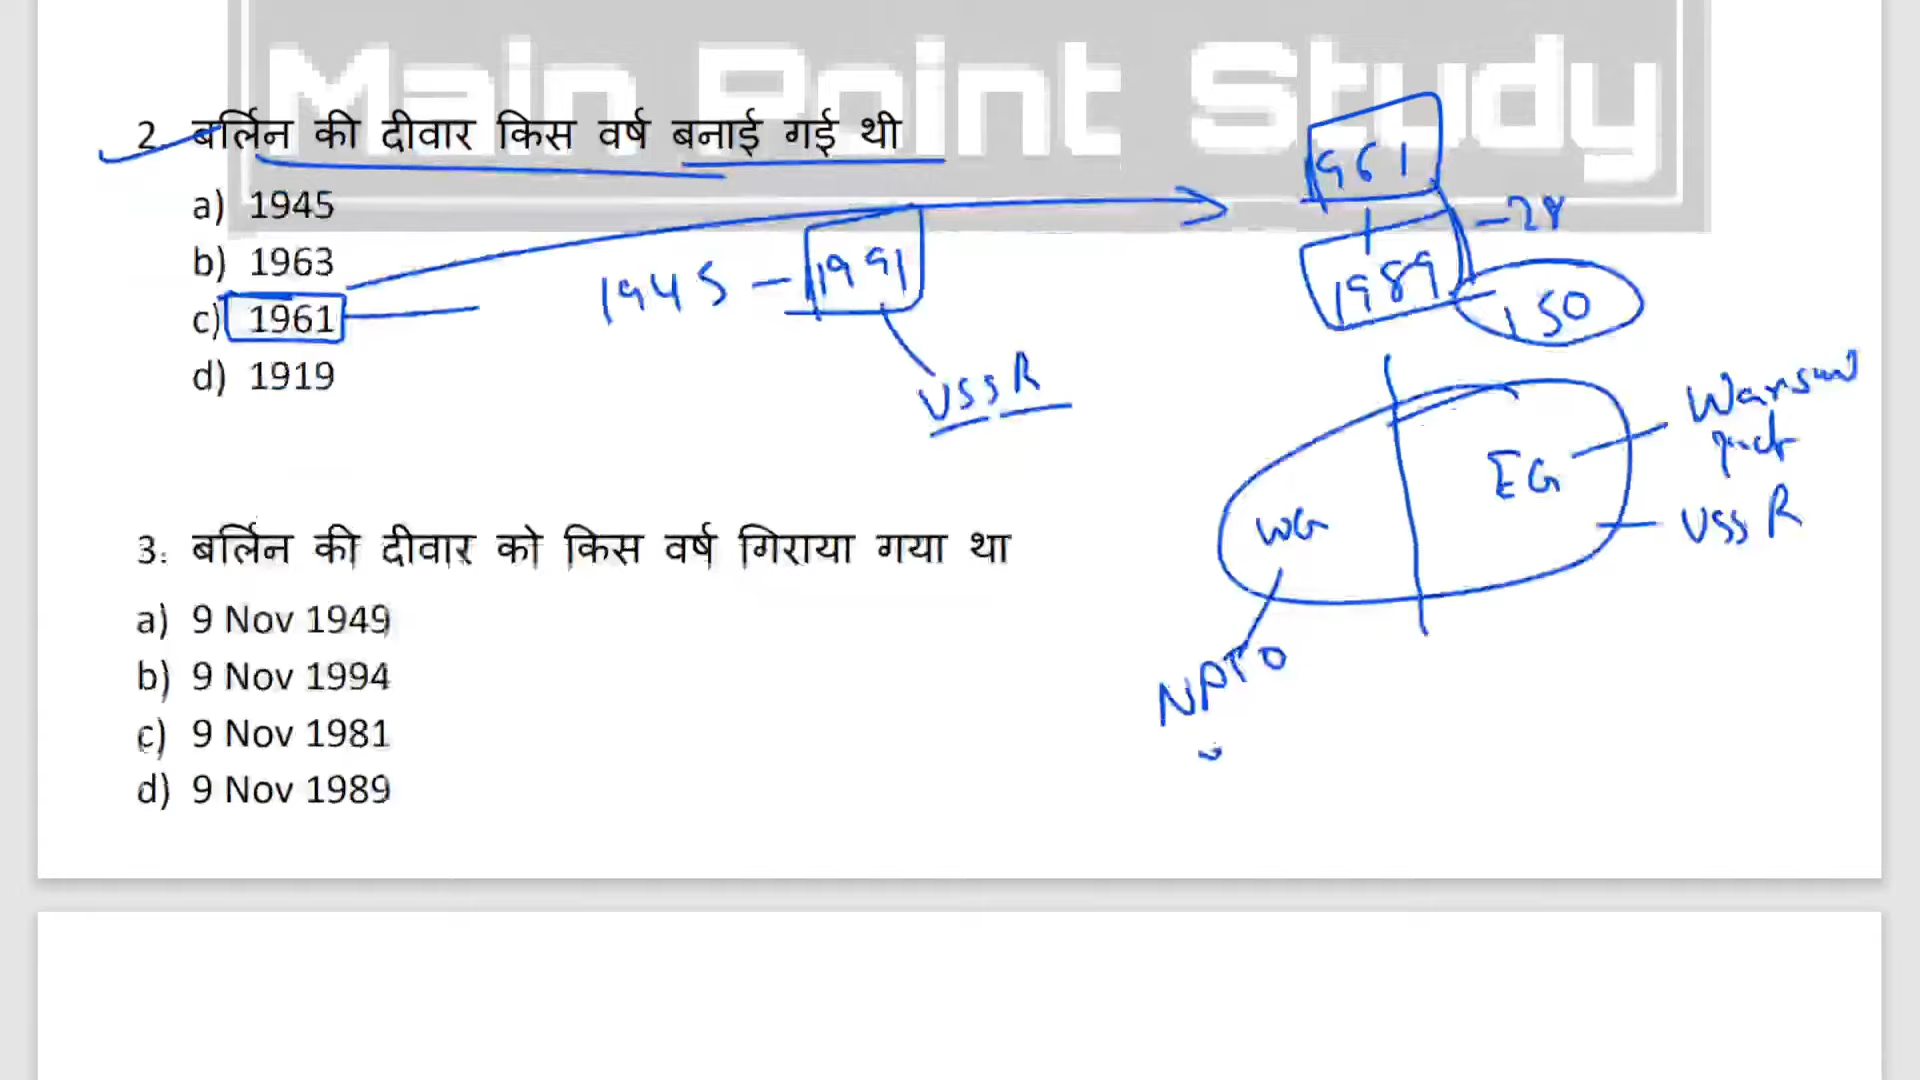 Main Point Study
2. बर्लिन की दीवार किस वर्ष बनाई गई थी
a) 1945
b) 1963
c) 1961
d) 1919
1945 – 1991
USSR
1961
– 28
1989
150
WG
EG
Warsaw
pact
USSR
NATO
3. बर्लिन की दीवार को किस वर्ष गिराया गया था
a) 9 Nov 1949
b) 9 Nov 1994
c) 9 Nov 1981
d) 9 Nov 1989